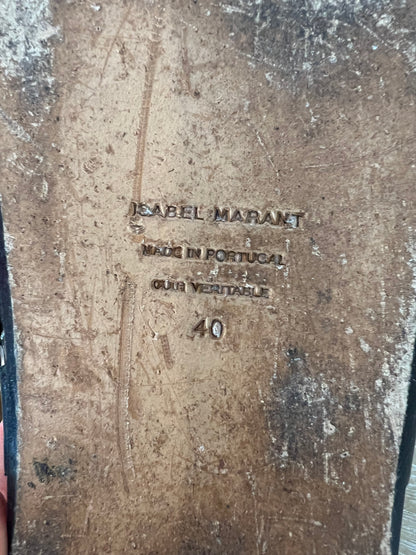 ISABEL MARANT
MADE IN PORTUGAL
CUIR VERITABLE
40